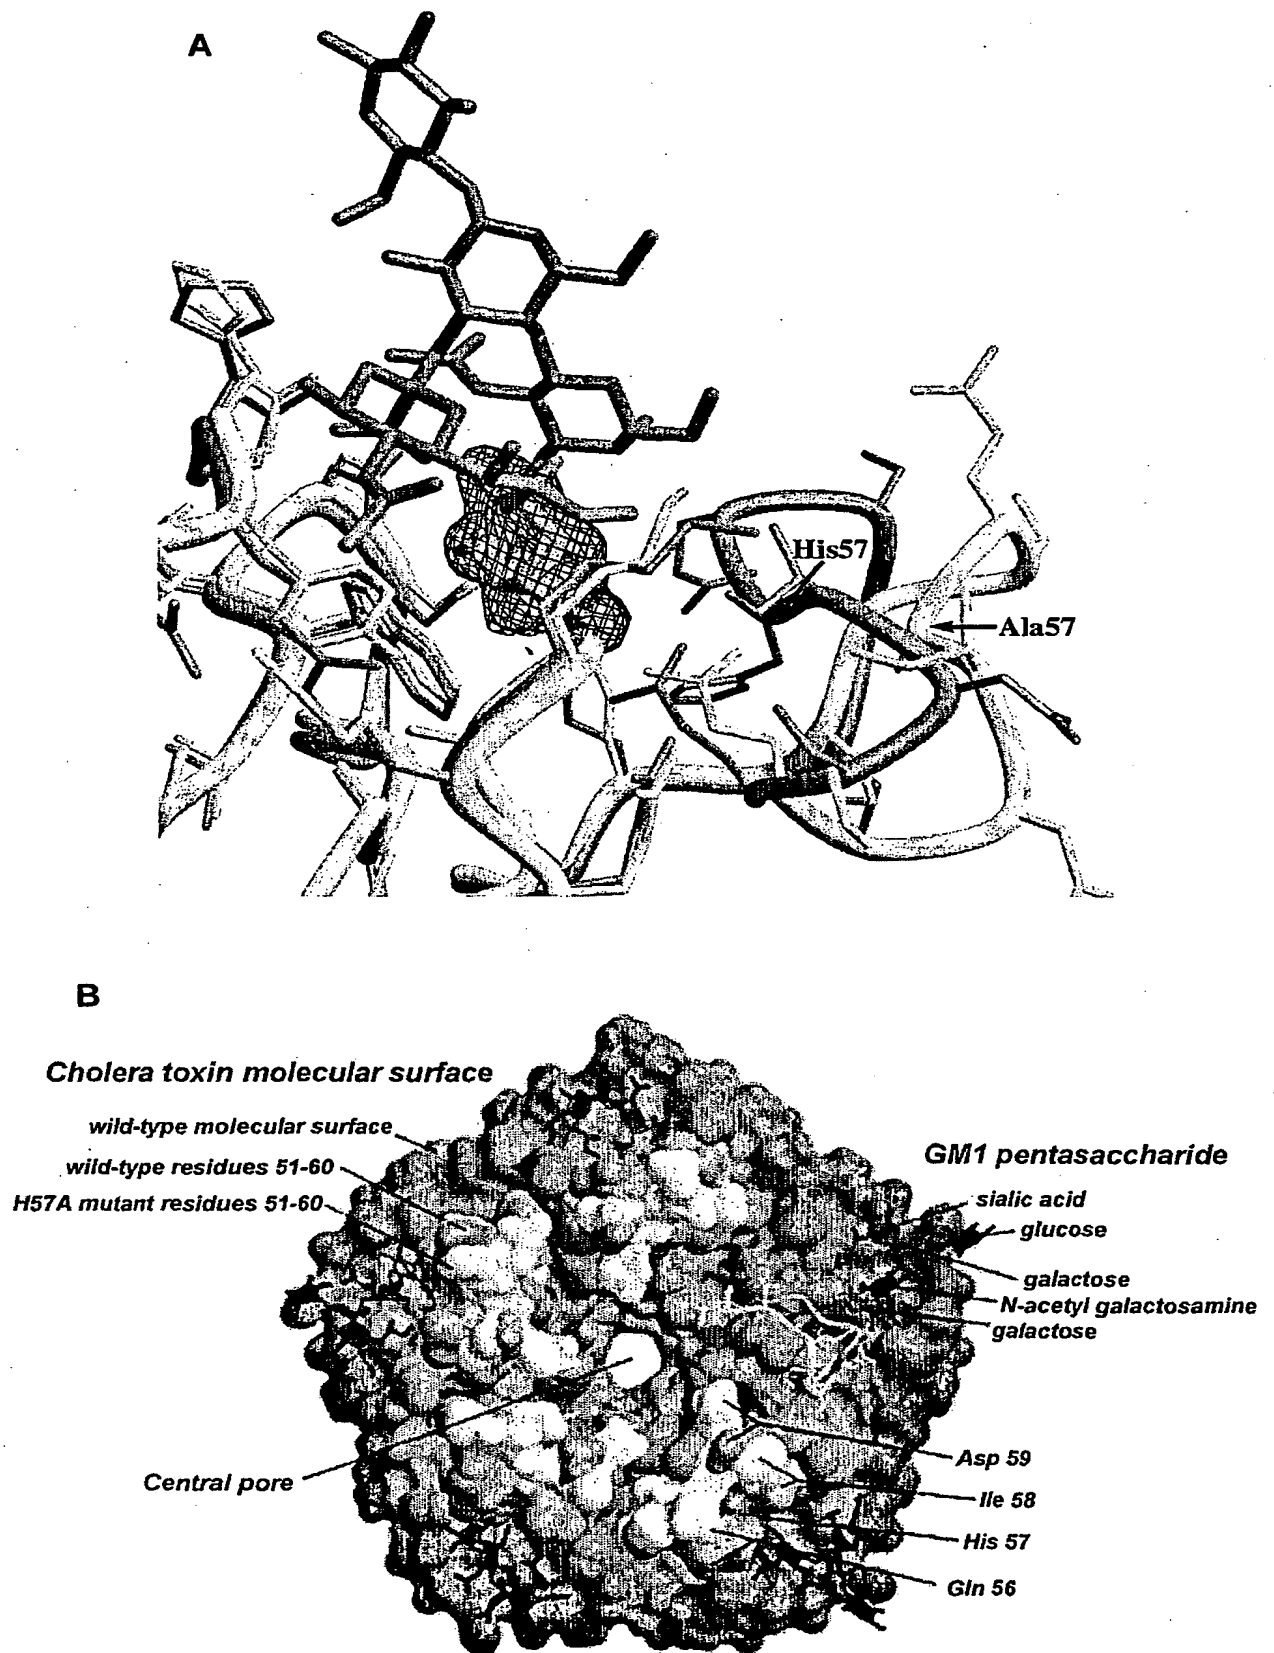 A
His57
Ala57
B
Cholera toxin molecular surface
wild-type molecular surface
wild-type residues 51-60
H57A mutant residues 51-60
GM1 pentasaccharide
sialic acid
glucose
galactose
N-acetyl galactosamine
galactose
Central pore
Asp 59
Ile 58
His 57
Gln 56